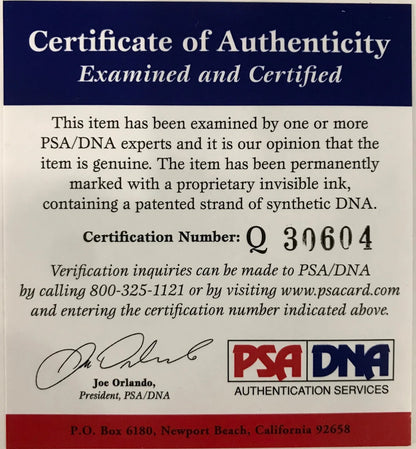 Certificate of Authenticity
Examined and Certified
This item has been examined by one or more
PSA/DNA experts and it is our opinion that the
item is genuine. The item has been permanently
marked with a proprietary invisible ink,
containing a patented strand of synthetic DNA.
Certification Number: Q 30604
Verification inquiries can be made to PSA/DNA
by calling 800-325-1121 or by visiting www.psacard.com
and entering the certification number indicated above.
Joe Orlando,
President, PSA/DNA
PSA DNA
AUTHENTICATION SERVICES
P.O. Box 6180, Newport Beach, California 92658